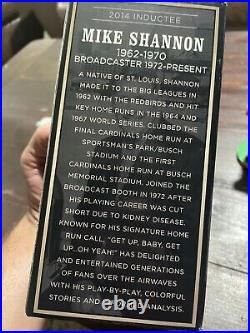 2014 INDUCTEE
MIKE SHANNON
1962-1970
BROADCASTER 1972-PRESENT
A NATIVE OF ST. LOUIS, SHANNON
MADE IT TO THE BIG LEAGUES IN
1962 WITH THE REDBIRDS AND HIT
KEY HOME RUNS IN THE 1964 AND
1967 WORLD SERIES. CLUBBED THE
FINAL CARDINALS HOME RUN AT
SPORTSMAN'S PARK/BUSCH
STADIUM AND THE FIRST
CARDINALS HOME RUN AT BUSCH
MEMORIAL STADIUM. JOINED THE
BROADCAST BOOTH IN 1972 AFTER
HIS PLAYING CAREER WAS CUT
SHORT DUE TO KIDNEY DISEASE.
KNOWN FOR HIS SIGNATURE HOME
RUN CALL, "GET UP, BABY, GET
UP...OH YEAH!" HAS DELIGHTED
AND ENTERTAINED GENERATIONS
OF FANS OVER THE AIRWAVES
WITH HIS PLAY-BY-PLAY, COLORFUL
STORIES AND ANALYSIS.